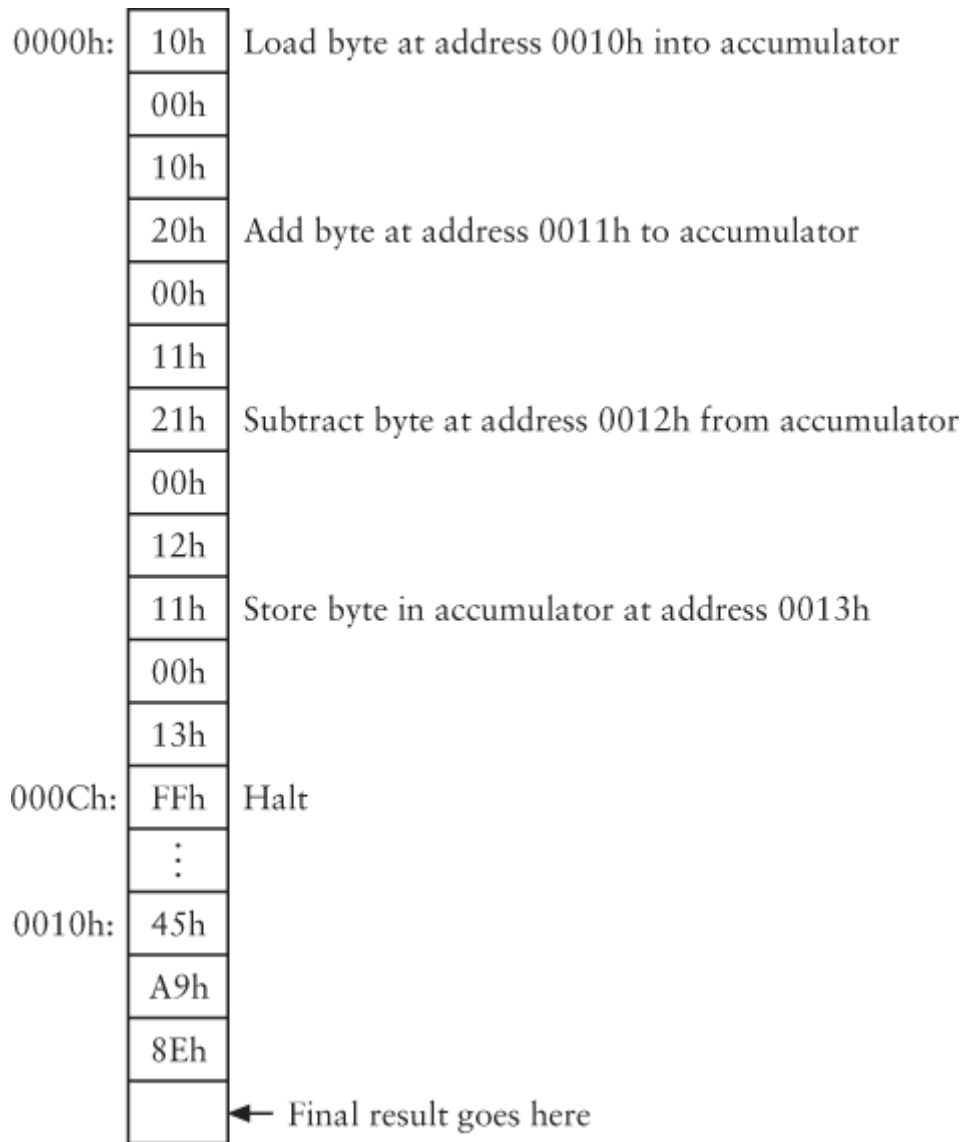 0000h: 10h Load byte at address 0010h into accumulator
00h
10h
20h Add byte at address 0011h to accumulator
00h
11h
21h Subtract byte at address 0012h from accumulator
00h
12h
11h Store byte in accumulator at address 0013h
00h
13h
000Ch: FFh Halt
⋮
0010h: 45h
A9h
8Eh
Final result goes here